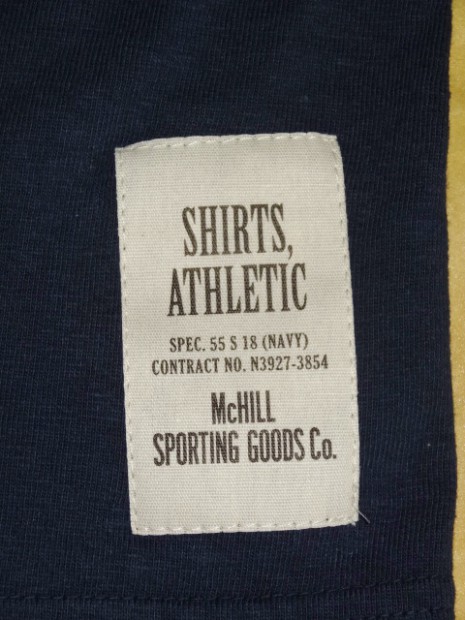 SHIRTS,
ATHLETIC
SPEC. 55 S 18 (NAVY)
CONTRACT NO. N3927-3854
McHILL
SPORTING GOODS Co.